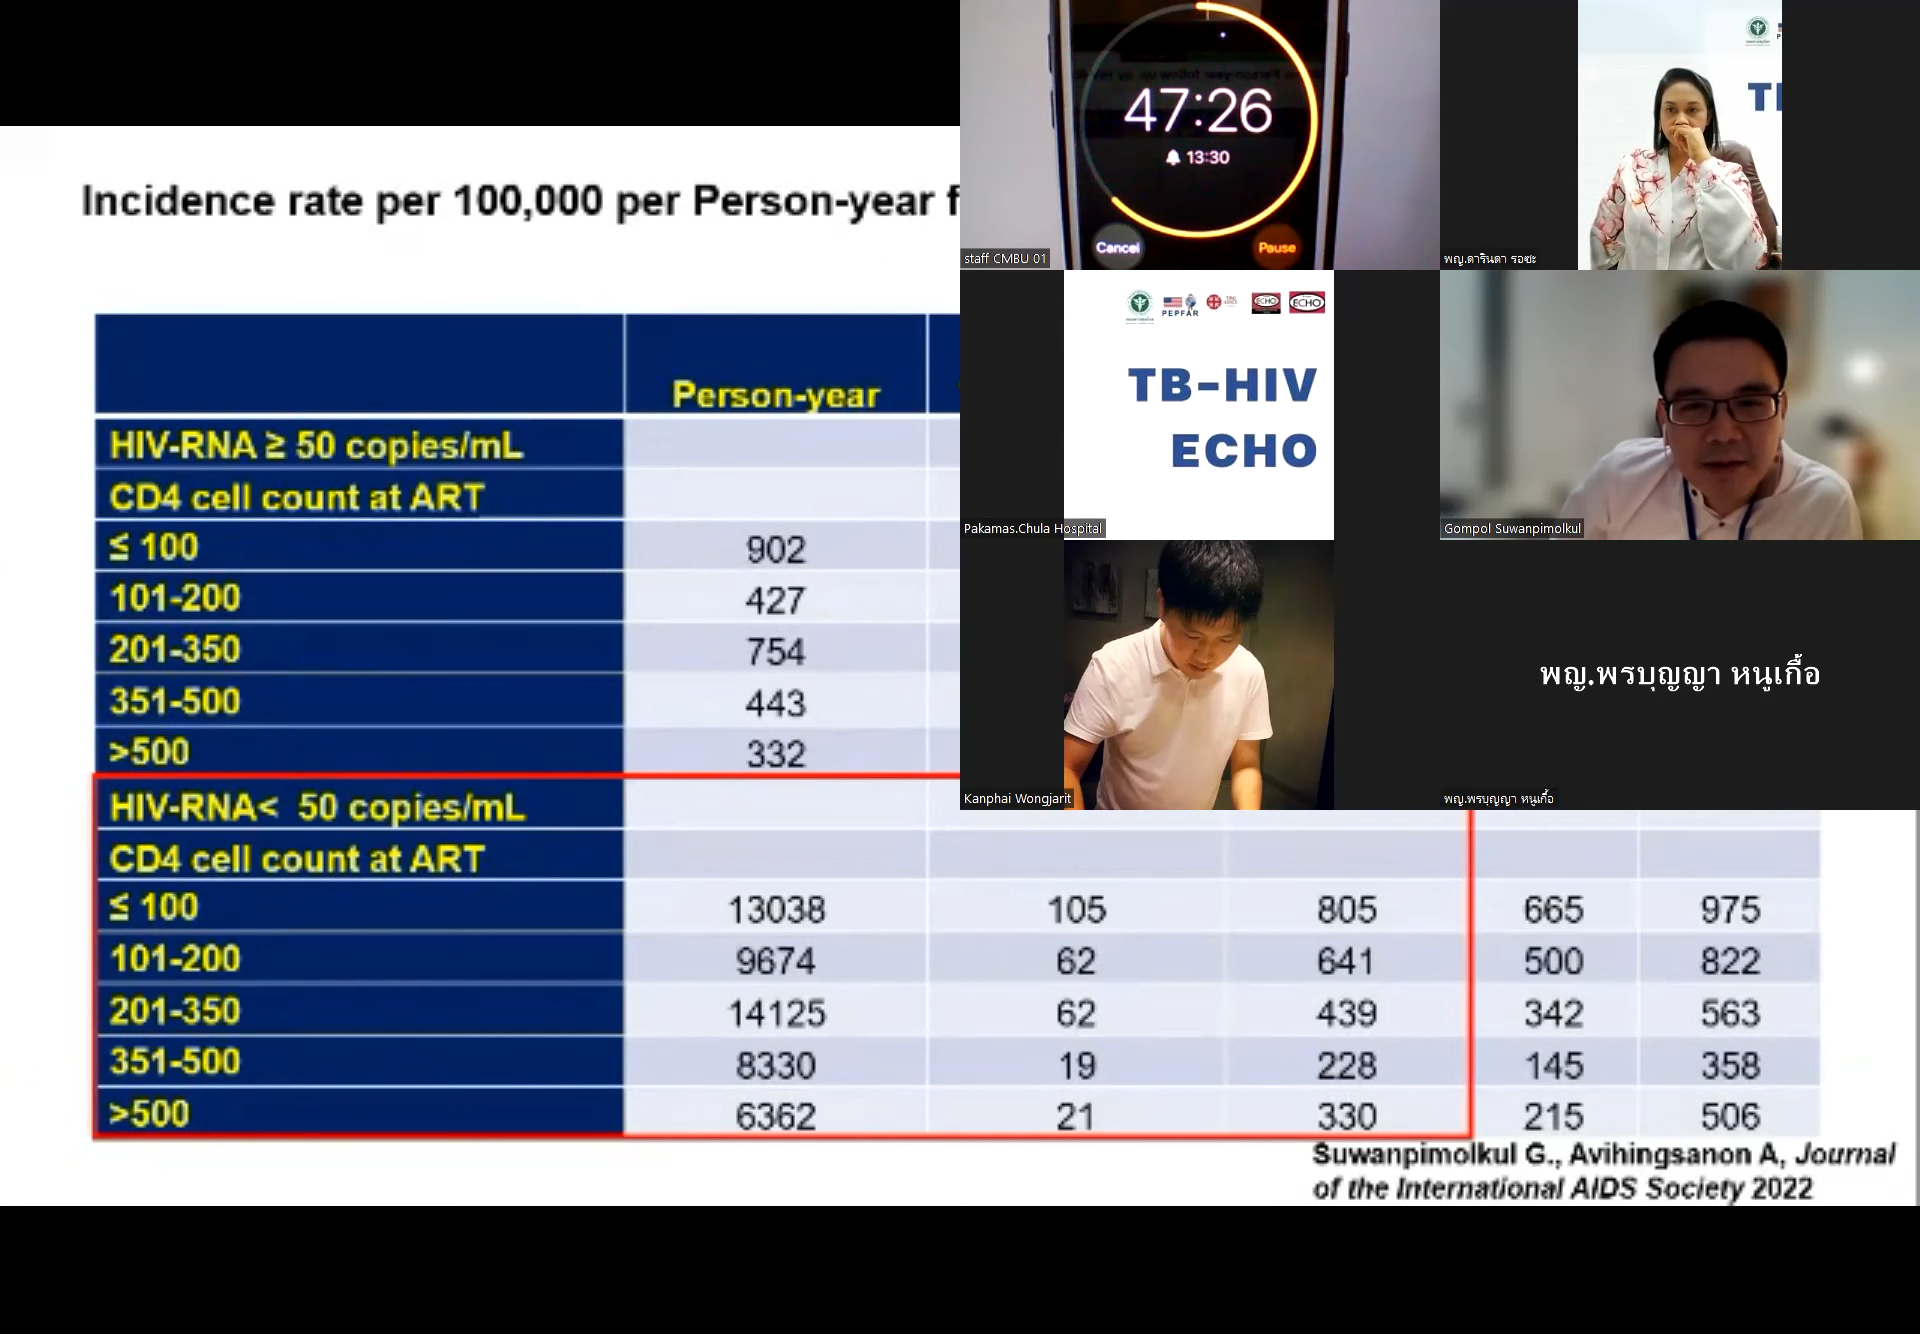 Incidence rate per 100,000 per Person-year f
Person-year
HIV-RNA ≥ 50 copies/mL
CD4 cell count at ART
≤ 100 902
101-200 427
201-350 754
351-500 443
>500 332
HIV-RNA< 50 copies/mL
CD4 cell count at ART
≤ 100 13038 105 805 665 975
101-200 9674 62 641 500 822
201-350 14125 62 439 342 563
351-500 8330 19 228 145 358
>500 6362 21 330 215 506
Suwanpimolkul G., Avihingsanon A, Journal
of the International AIDS Society 2022
47:26
13:30
Cancel Pause
staff CMBU 01
พญ.ดารินดา รอซะ
PEPFAR ECHO ECHO
TB-HIV
ECHO
Pakamas.Chula Hospital
Gompol Suwanpimolkul
Kanphai Wongjarit
พญ.พรบุญญา หนูเกื้อ
พญ.พรบุญญา หนูเกื้อ